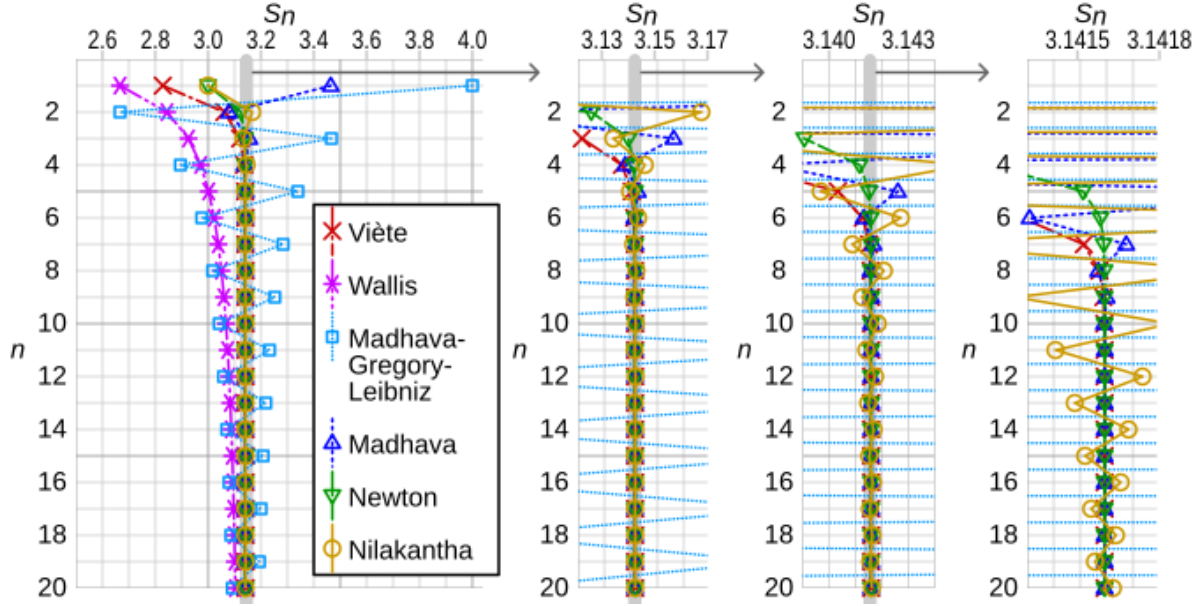 Sn
Sn
Sn
Sn
2.6 2.8 3.0 3.2 3.4 3.6 3.8 4.0
3.13 3.15 3.17
3.140 3.143
3.1415 3.1418
2 2 2 2
4 4 4 4
6 6 6 6
8 8 8 8
10 10 10 10
n n n n
12 12 12 12
14 14 14 14
16 16 16 16
18 18 18 18
20 20 20 20
Viète
Wallis
Madhava-
Gregory-
Leibniz
Madhava
Newton
Nilakantha